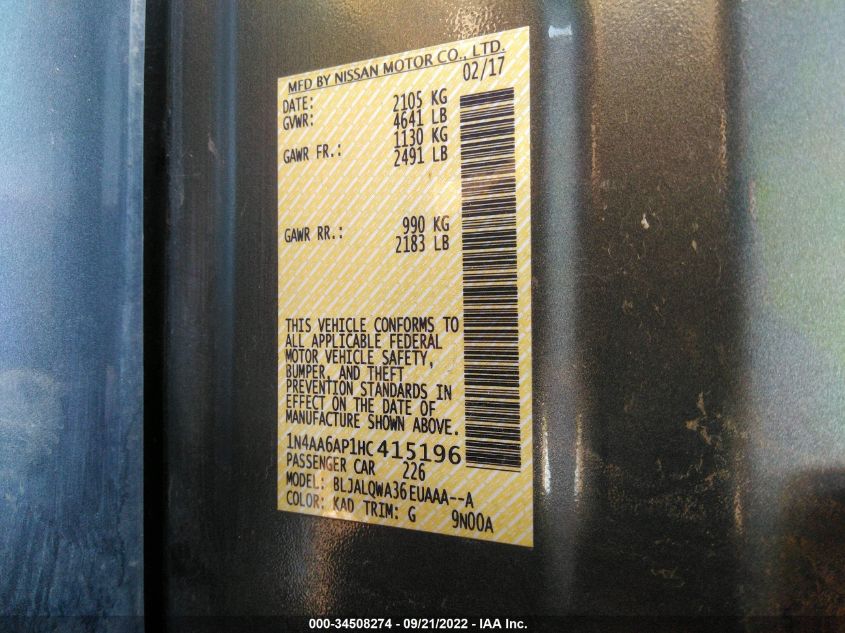 MFD BY NISSAN MOTOR CO., LTD.
DATE: 02/17
GVWR: 2105 KG
4641 LB
GAWR FR.: 1130 KG
2491 LB
GAWR RR.: 990 KG
2183 LB
THIS VEHICLE CONFORMS TO
ALL APPLICABLE FEDERAL
MOTOR VEHICLE SAFETY,
BUMPER, AND THEFT
PREVENTION STANDARDS IN
EFFECT ON THE DATE OF
MANUFACTURE SHOWN ABOVE.
1N4AA6AP1HC415196
PASSENGER CAR 226
MODEL: BLJALQWA36EUAAA--A
COLOR: KAD TRIM: G 9N00A
000-34508274 - 09/21/2022 - IAA Inc.